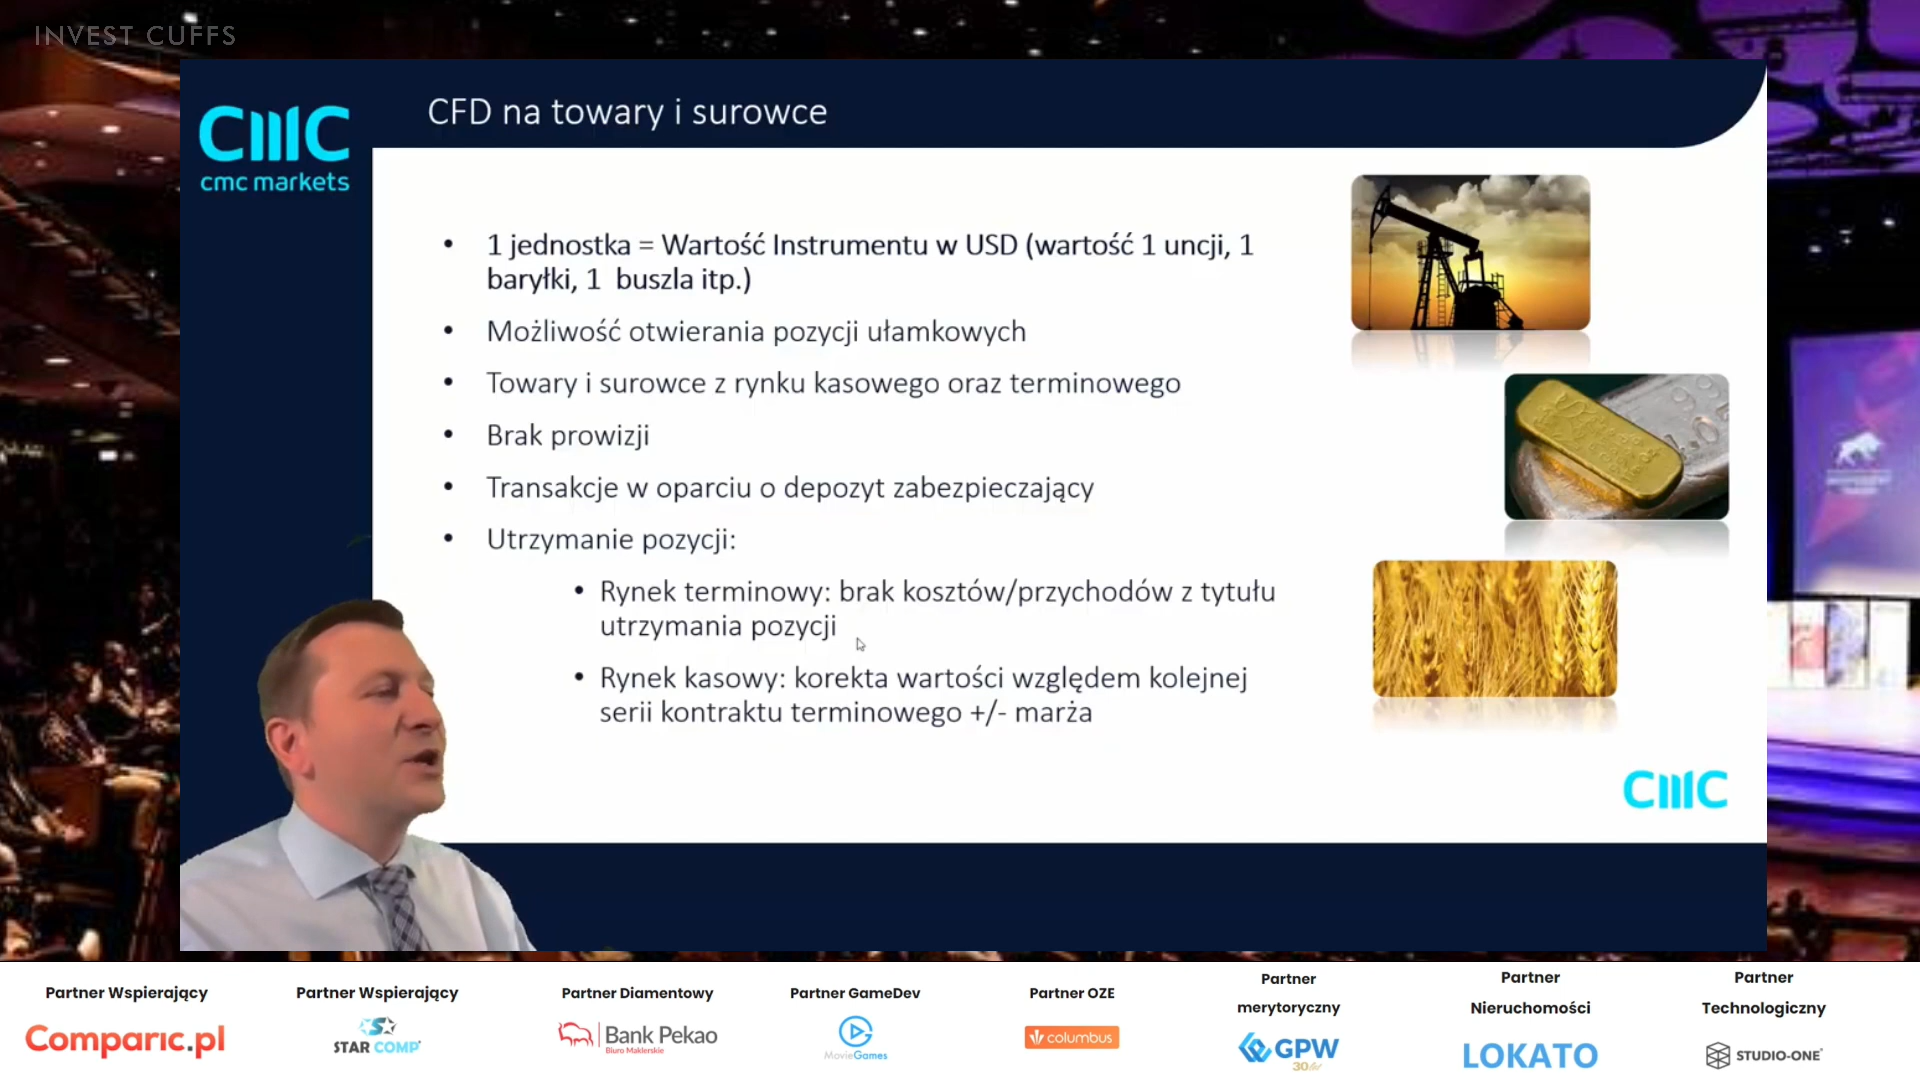 INVEST CUFFS
CMC
cmc markets
CFD na towary i surowce
• 1 jednostka = Wartość Instrumentu w USD (wartość 1 uncji, 1
baryłki, 1 buszla itp.)
• Możliwość otwierania pozycji ułamkowych
• Towary i surowce z rynku kasowego oraz terminowego
• Brak prowizji
• Transakcje w oparciu o depozyt zabezpieczający
• Utrzymanie pozycji:
• Rynek terminowy: brak kosztów/przychodów z tytułu
utrzymania pozycji
• Rynek kasowy: korekta wartości względem kolejnej
serii kontraktu terminowego +/- marża
CMC
Partner Wspierający
Comparic.pl
Partner Wspierający
STAR COMP
Partner Diamentowy
Bank Pekao
Biuro Maklerskie
Partner GameDev
MovieGames
Partner OZE
columbus
Partner
merytoryczny
GPW
30lat
Partner
Nieruchomości
LOKATO
Partner
Technologiczny
STUDIO-ONE